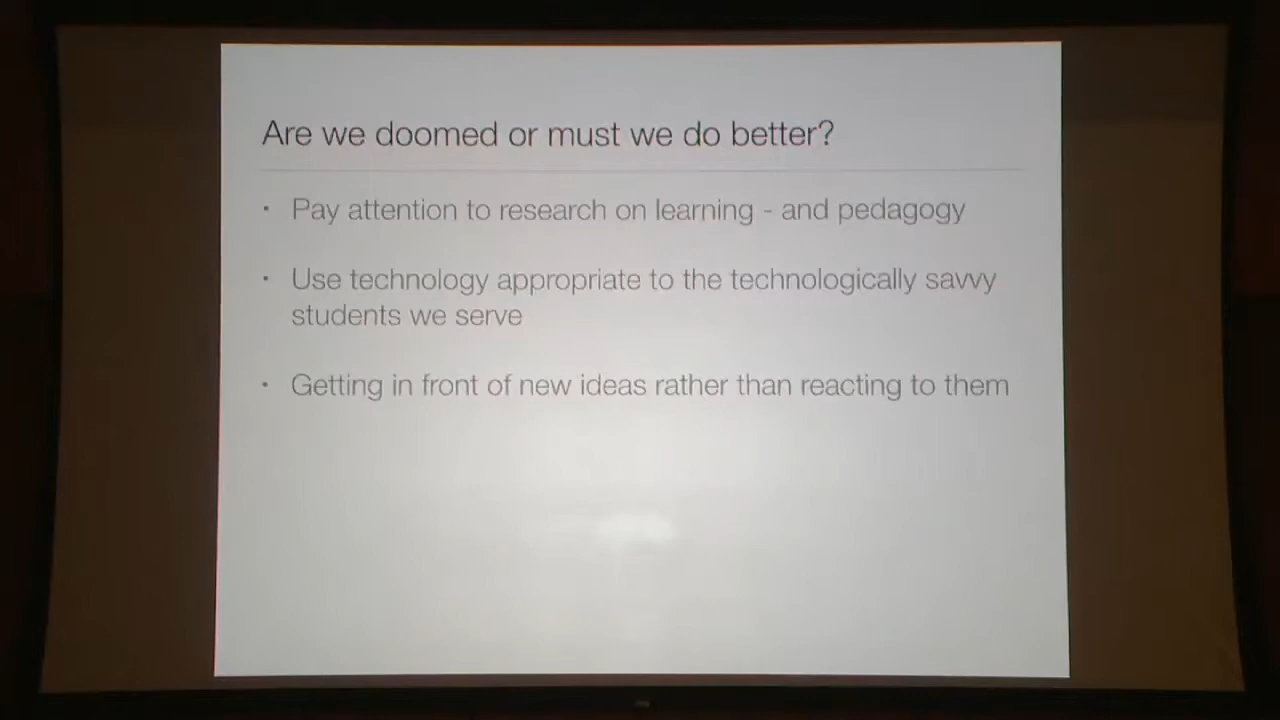 Are we doomed or must we do better?
• Pay attention to research on learning - and pedagogy
• Use technology appropriate to the technologically savvy
students we serve
• Getting in front of new ideas rather than reacting to them